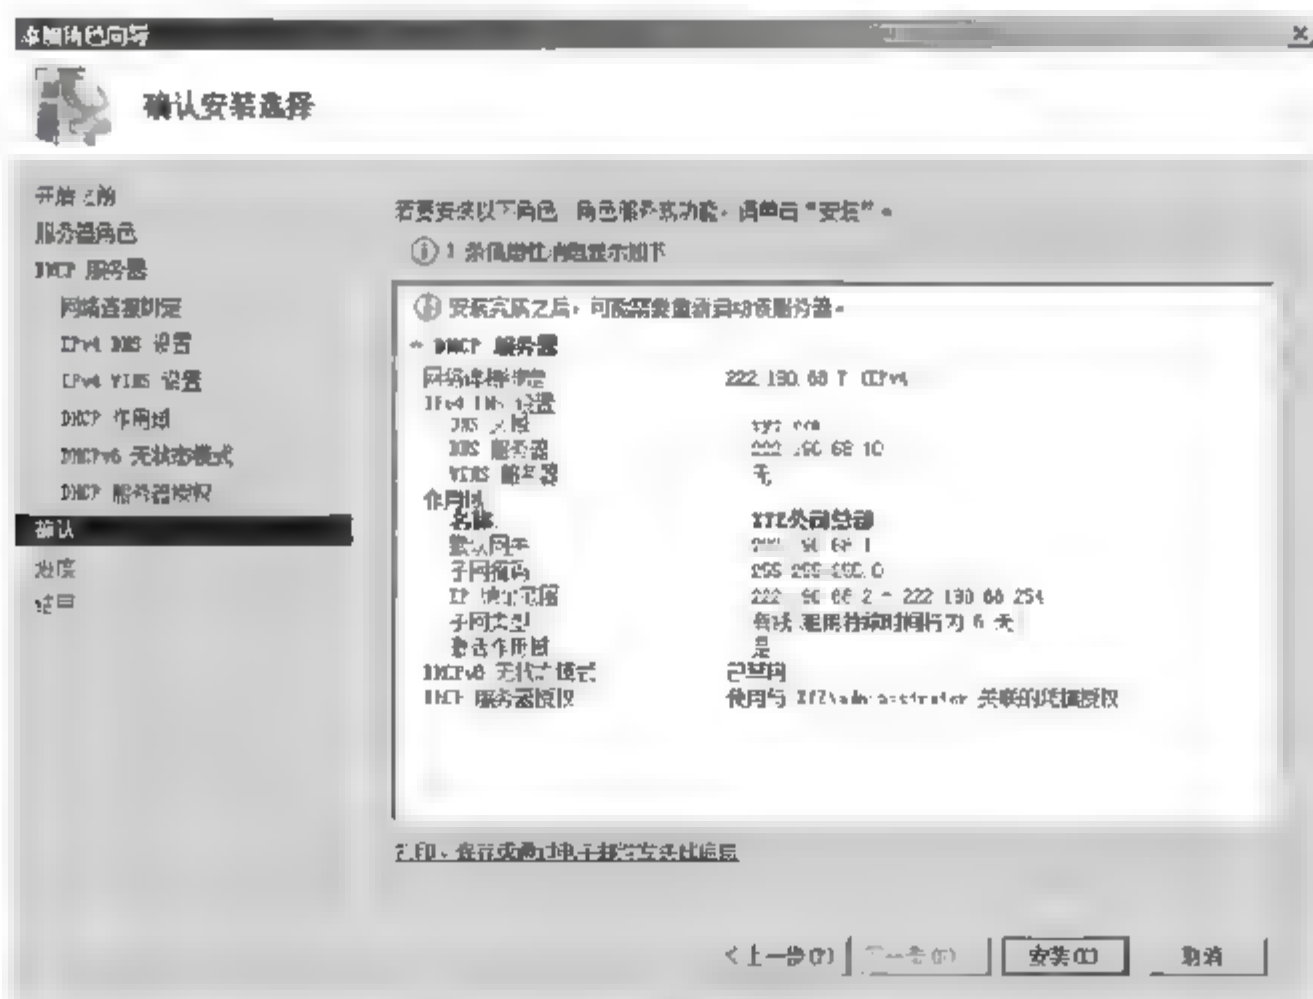 添加角色向导
确认安装选择
开始之前
服务器角色
DHCP 服务器
网络连接绑定
IPv4 DNS 设置
IPv4 WINS 设置
DHCP 作用域
DHCPv6 无状态模式
DHCP 服务器授权
确认
进度
结果
若要安装以下角色、角色服务或功能，请单击“安装”。
1 条信息性消息显示如下
安装完成之后，可能需要重新启动该服务器。
DHCP 服务器
网络连接绑定 222.190.68.7 (IPv4)
IPv4 DNS 设置
DNS 父域 xyz.com
DNS 服务器 222.190.68.10
WINS 服务器 无
作用域
名称 XYZ公司总部
默认网关 222.190.68.1
子网掩码 255.255.255.0
IP 地址范围 222.190.68.2 - 222.190.68.254
子网类型 有线 租用持续时间将为 6 天
激活作用域 是
DHCPv6 无状态模式 已禁用
DHCP 服务器授权 使用与 XYZ\administrator 关联的凭据授权
打印、保存或通过电子邮件发送此信息
< 上一步(P) 下一步(N) 安装(I) 取消